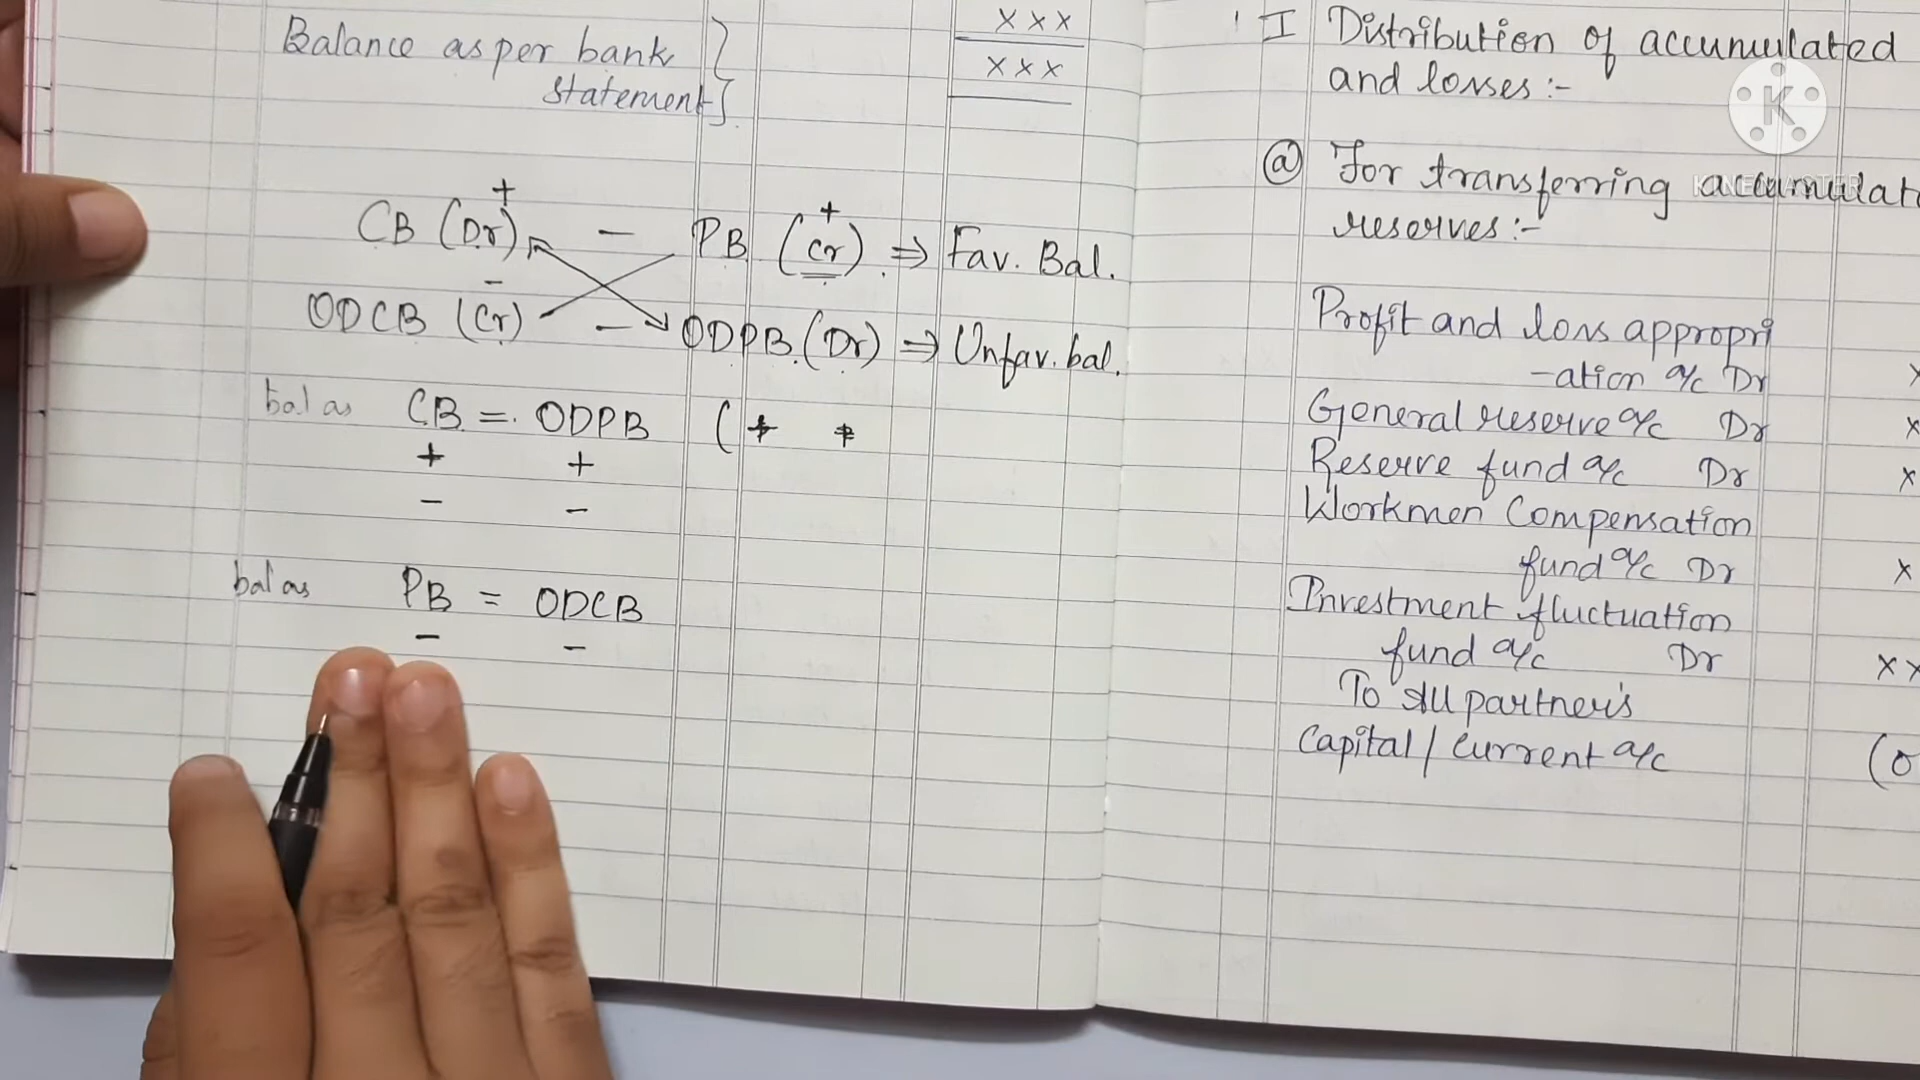 x x x
Balance as per bank
statement
x x x
+
CB (Dr) — PB (cr) ⇒ Fav. Bal.
+
-
ODCB (Cr) — ODPB (Dr) ⇒ Unfav. bal.
bal as CB = ODPB ( + +
+ +
- -
bal as PB = ODCB
- -
I Distribution of accumulated
and losses :-
K
(a) For transferring accumulat
reserves :-
Profit and loss appropri
-ation a/c Dr x
General reserve a/c Dr x
Reserve fund a/c Dr x
Workmen Compensation
fund a/c Dr x
Investment fluctuation
fund a/c Dr x x
To all partner's
Capital / Current a/c (o